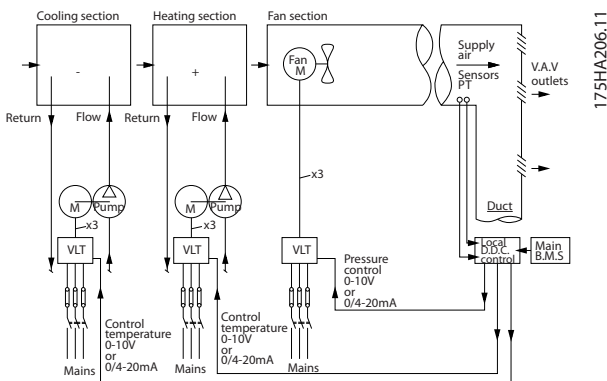 Cooling section
Heating section
Fan section
175HA206.11
-
+
Fan
M
Supply
air
Sensors
PT
V.A.V
outlets
Return
Flow
Return
Flow
M
Pump
x3
M
Pump
x3
x3
Duct
VLT
VLT
VLT
Local
D.D.C.
control
Main
B.M.S
Pressure
control
0-10V
or
0/4-20mA
Control
temperature
0-10V
or
0/4-20mA
Control
temperature
0-10V
or
0/4-20mA
Mains
Mains
Mains